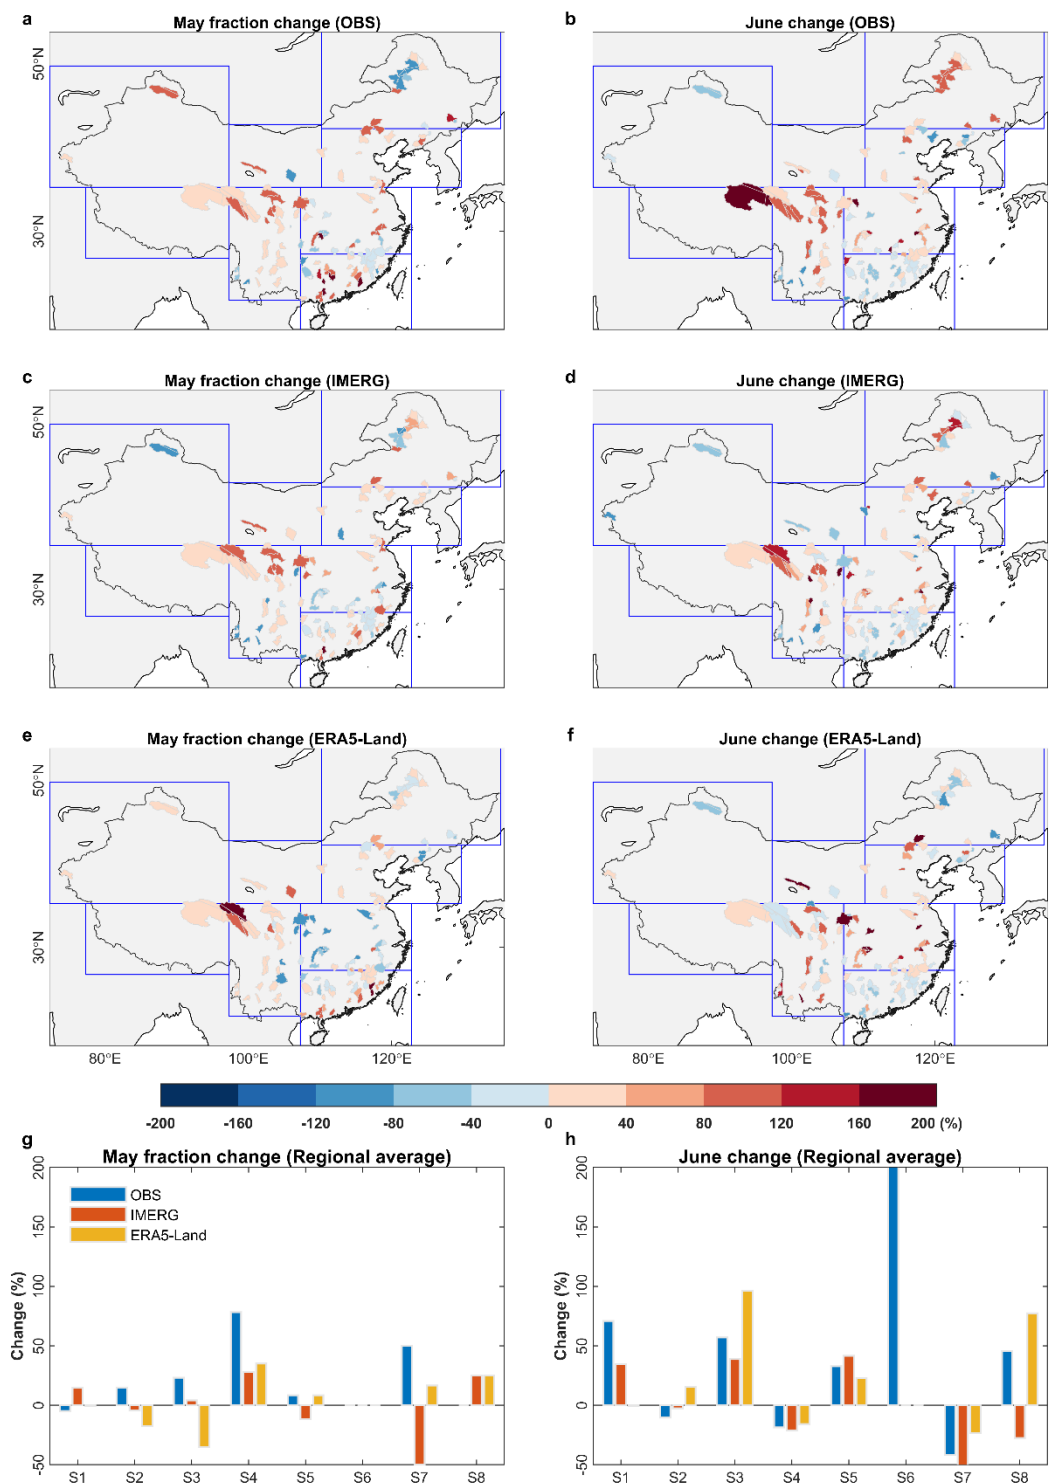 a May fraction change (OBS)
b June change (OBS)
50°N
30°N
c May fraction change (IMERG)
d June change (IMERG)
50°N
30°N
e May fraction change (ERA5-Land)
f June change (ERA5-Land)
50°N
30°N
80°E 100°E 120°E
80°E 100°E 120°E
-200 -160 -120 -80 -40 0 40 80 120 160 200 (%)
g May fraction change (Regional average)
h June change (Regional average)
200
150
100
50
0
-50
Change (%)
OBS
IMERG
ERA5-Land
S1 S2 S3 S4 S5 S6 S7 S8
200
150
100
50
0
-50
Change (%)
S1 S2 S3 S4 S5 S6 S7 S8